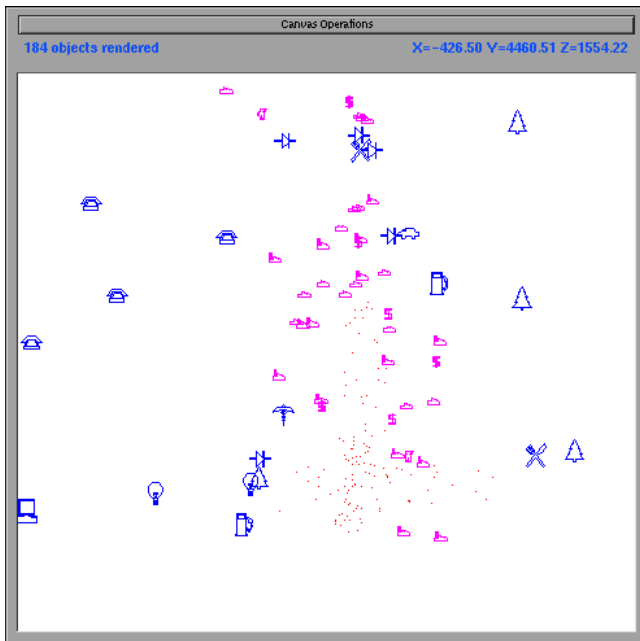 Canvas Operations
184 objects rendered
X=-426.50 Y=4460.51 Z=1554.22